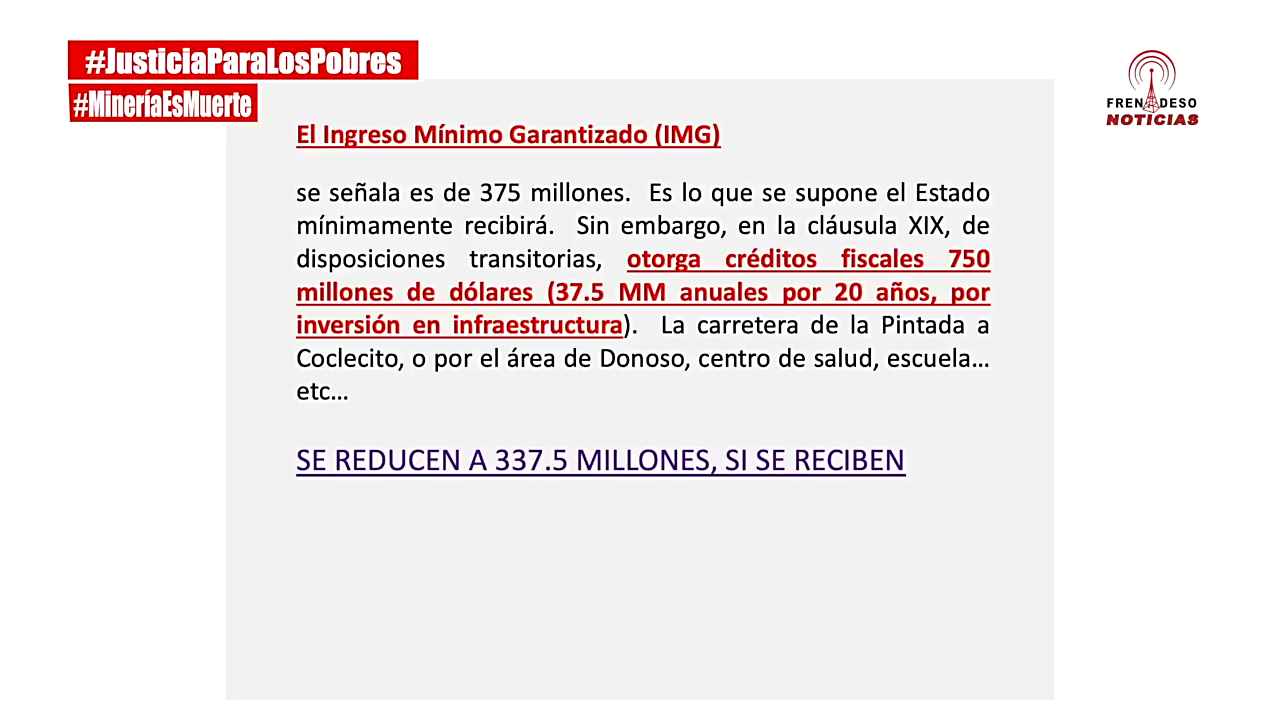 #JusticiaParaLosPobres
#MineríaEsMuerte
FRENADESO
NOTICIAS
El Ingreso Mínimo Garantizado (IMG)
se señala es de 375 millones. Es lo que se supone el Estado
mínimamente recibirá. Sin embargo, en la cláusula XIX, de
disposiciones transitorias, otorga créditos fiscales 750
millones de dólares (37.5 MM anuales por 20 años, por
inversión en infraestructura). La carretera de la Pintada a
Coclecito, o por el área de Donoso, centro de salud, escuela...
etc...
SE REDUCEN A 337.5 MILLONES, SI SE RECIBEN